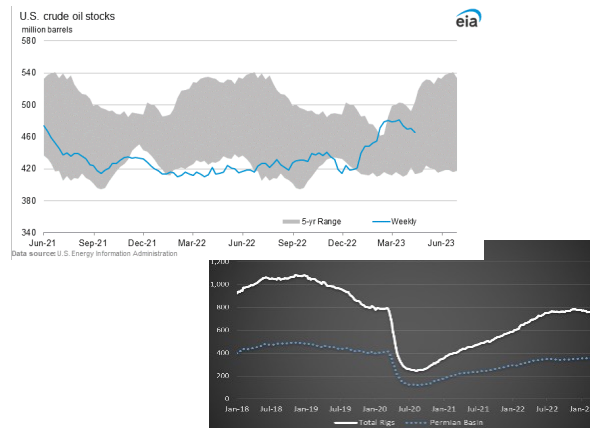 U.S. crude oil stocks
million barrels
eia
580
540
500
460
420
380
340
5-yr Range Weekly
Jun-21 Sep-21 Dec-21 Mar-22 Jun-22 Sep-22 Dec-22 Mar-23 Jun-23
Data source: U.S. Energy Information Administration
1,200
1,000
800
600
400
200
0
Jan-18 Jul-18 Jan-19 Jul-19 Jan-20 Jul-20 Jan-21 Jul-21 Jan-22 Jul-22
Total Rigs Permian Basin